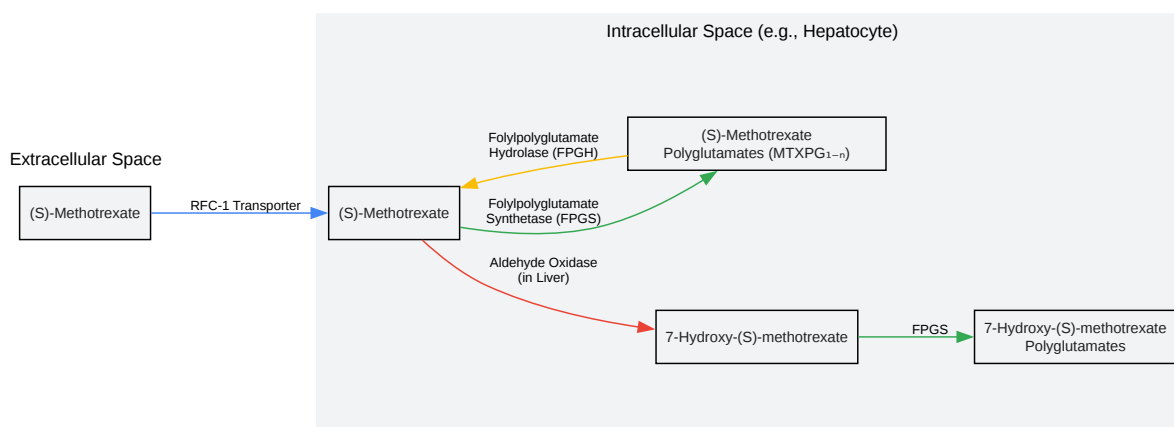 Intracellular Space (e.g., Hepatocyte)
Extracellular Space
(S)-Methotrexate
RFC-1 Transporter
(S)-Methotrexate
Folylpolyglutamate
Hydrolase (FPGH)
(S)-Methotrexate
Polyglutamates (MTXPG₁₋ₙ)
Folylpolyglutamate
Synthetase (FPGS)
Aldehyde Oxidase
(in Liver)
7-Hydroxy-(S)-methotrexate
FPGS
7-Hydroxy-(S)-methotrexate
Polyglutamates